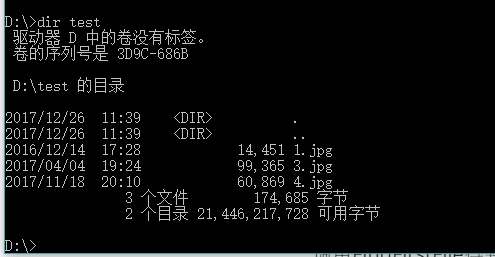 D:\>dir test
驱动器 D 中的卷没有标签。
卷的序列号是 3D9C-686B
D:\test 的目录
2017/12/26  11:39    <DIR>          .
2017/12/26  11:39    <DIR>          ..
2016/12/14  17:28            14,451 1.jpg
2017/04/04  19:24            99,365 3.jpg
2017/11/18  20:10            60,869 4.jpg
3 个文件        174,685 字节
2 个目录 21,446,217,728 可用字节
D:\>